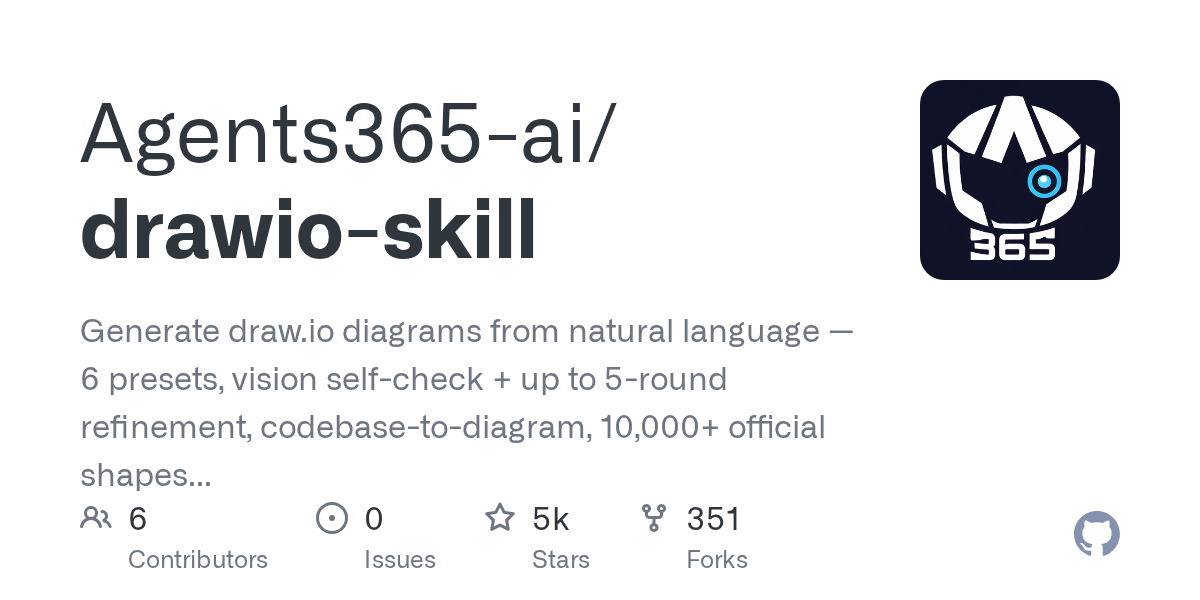 Agents365-ai/
drawio-skill
365
Generate draw.io diagrams from natural language —
6 presets, vision self-check + up to 5-round
refinement, codebase-to-diagram, 10,000+ official
shapes...
6
Contributors
0
Issues
5k
Stars
351
Forks